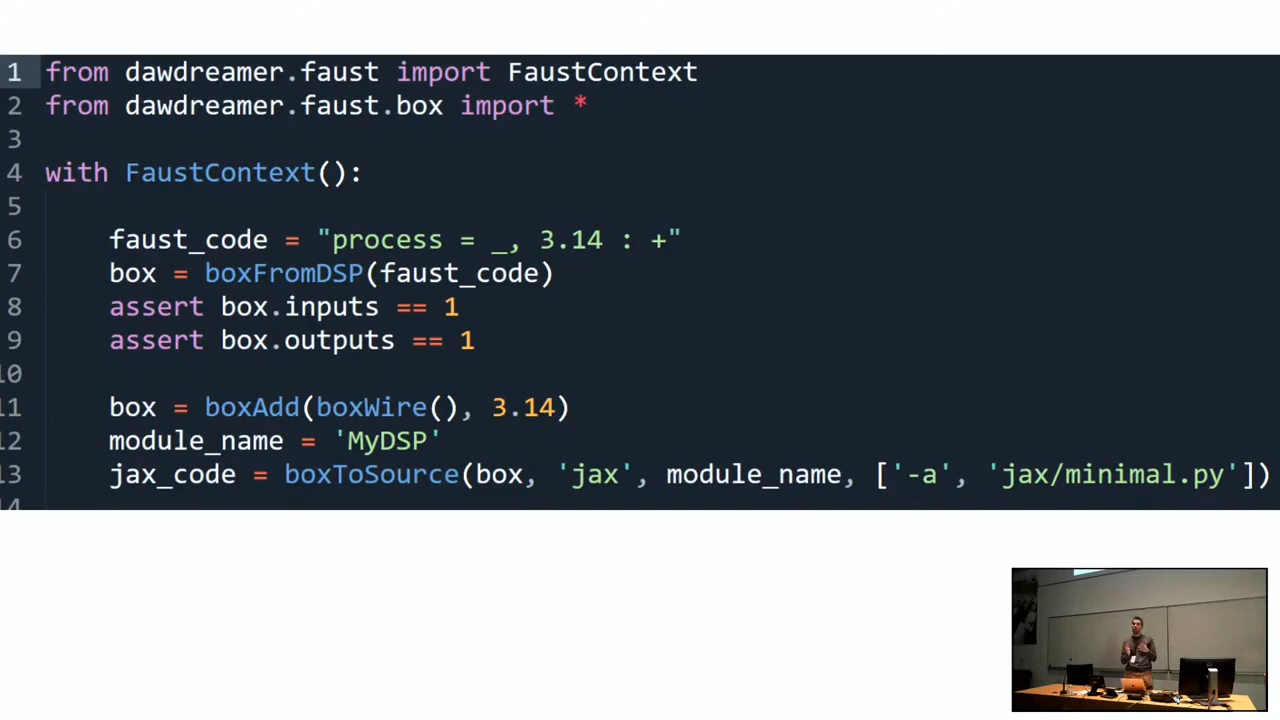 1 from dawdreamer.faust import FaustContext
2 from dawdreamer.faust.box import *
3
4 with FaustContext():
5
6 faust_code = "process = _, 3.14 : +"
7 box = boxFromDSP(faust_code)
8 assert box.inputs == 1
9 assert box.outputs == 1
10
11 box = boxAdd(boxWire(), 3.14)
12 module_name = 'MyDSP'
13 jax_code = boxToSource(box, 'jax', module_name, ['-a', 'jax/minimal.py'])
14